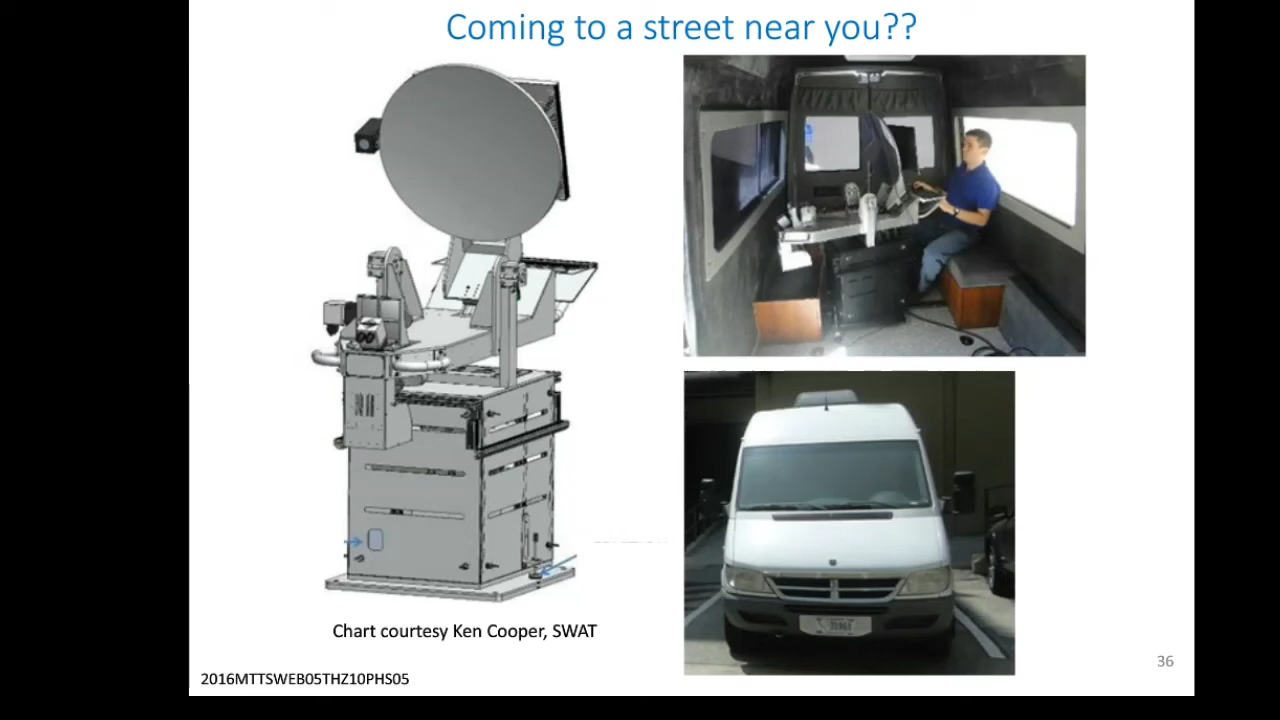 Coming to a street near you??
Chart courtesy Ken Cooper, SWAT
36
2016MTTSWEB05THZ10PHS05